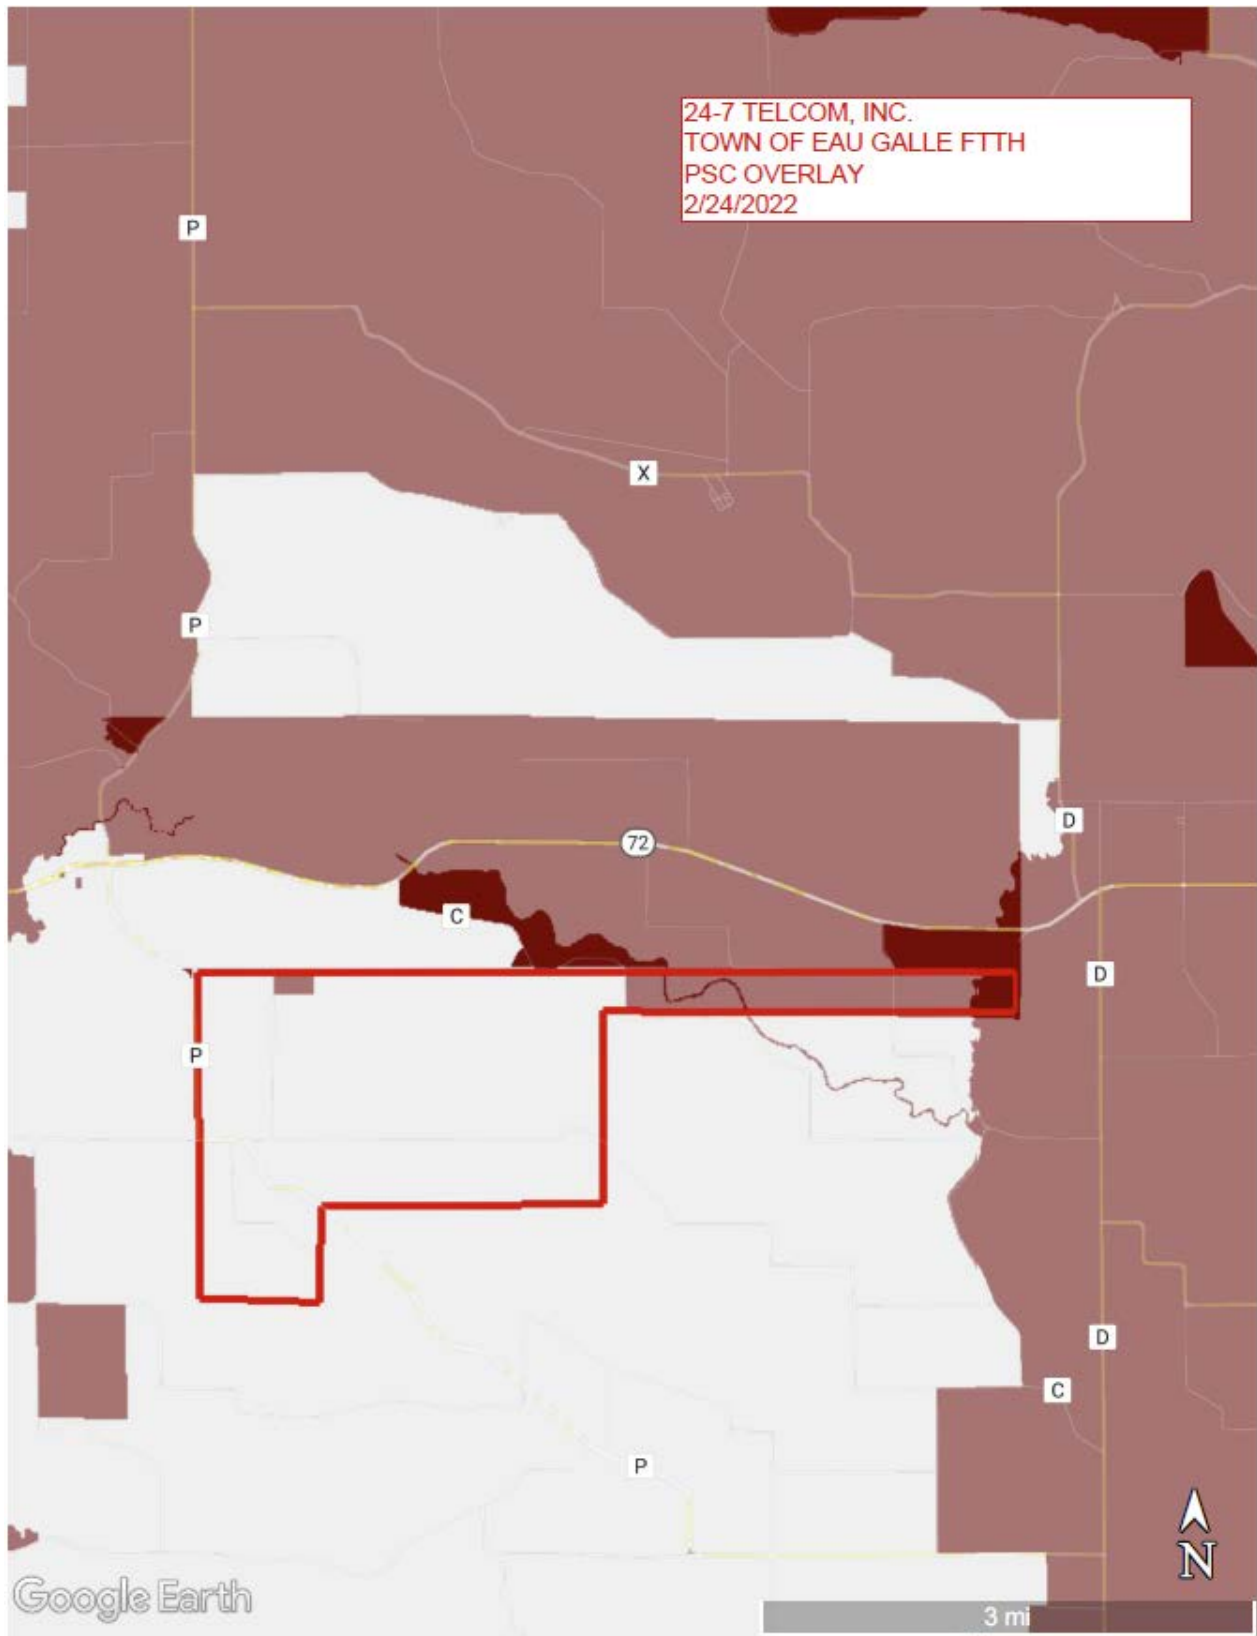 24-7 TELCOM, INC.
TOWN OF EAU GALLE FTTH
PSC OVERLAY
2/24/2022
P
X
P
D
72
C
D
P
D
C
P
N
Google Earth
3 mi